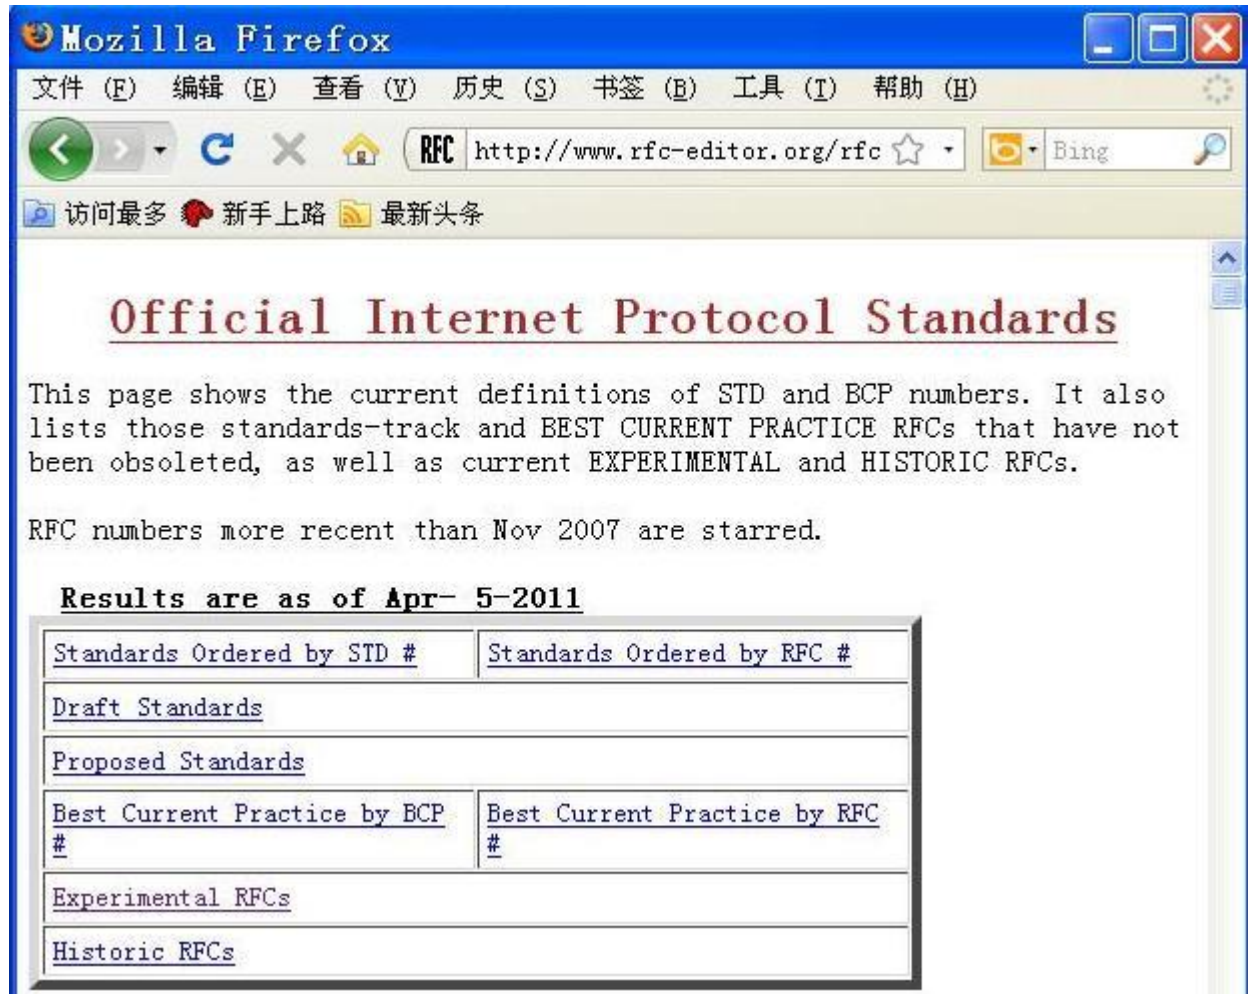 Mozilla Firefox
文件 (F) 编辑 (E) 查看 (V) 历史 (S) 书签 (B) 工具 (T) 帮助 (H)
RFC http://www.rfc-editor.org/rfc Bing
访问最多 新手上路 最新头条
Official Internet Protocol Standards
This page shows the current definitions of STD and BCP numbers. It also
lists those standards-track and BEST CURRENT PRACTICE RFCs that have not
been obsoleted, as well as current EXPERIMENTAL and HISTORIC RFCs.
RFC numbers more recent than Nov 2007 are starred.
Results are as of Apr- 5-2011
Standards Ordered by STD # Standards Ordered by RFC #
Draft Standards
Proposed Standards
Best Current Practice by BCP Best Current Practice by RFC
# #
Experimental RFCs
Historic RFCs